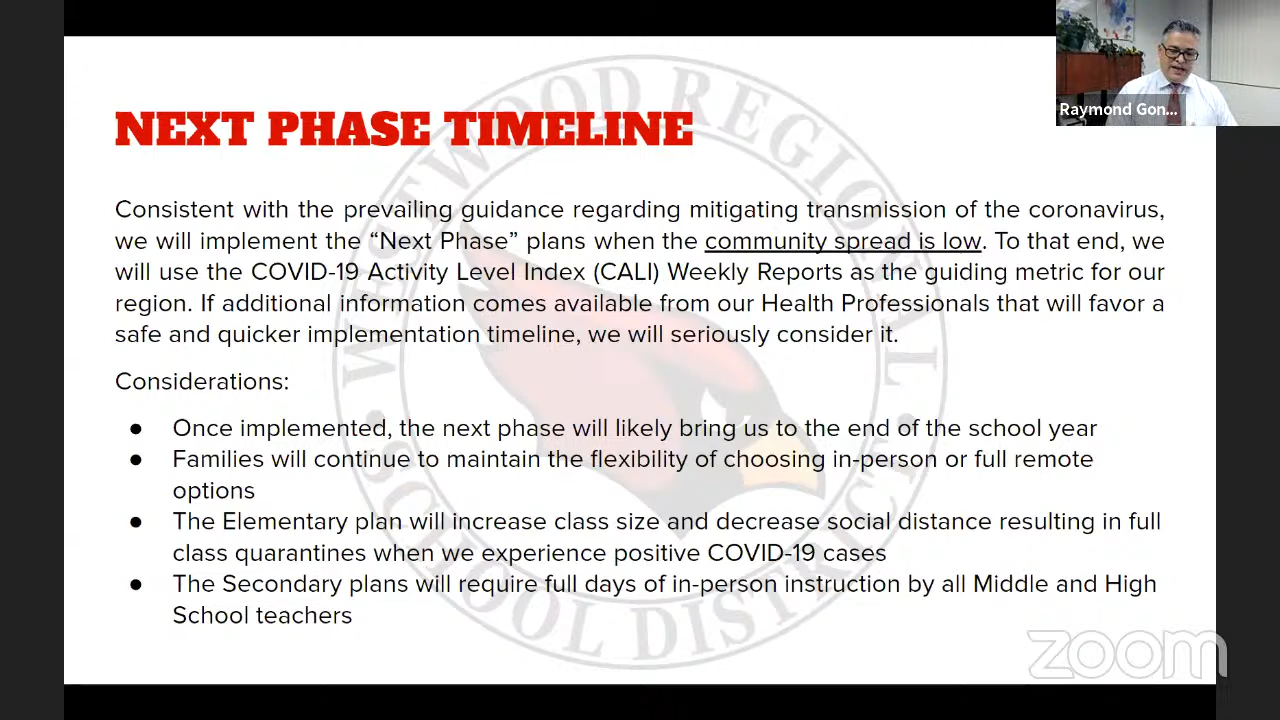 Raymond Gon...
NEXT PHASE TIMELINE
Consistent with the prevailing guidance regarding mitigating transmission of the coronavirus,
we will implement the “Next Phase” plans when the community spread is low. To that end, we
will use the COVID-19 Activity Level Index (CALI) Weekly Reports as the guiding metric for our
region. If additional information comes available from our Health Professionals that will favor a
safe and quicker implementation timeline, we will seriously consider it.
Considerations:
● Once implemented, the next phase will likely bring us to the end of the school year
● Families will continue to maintain the flexibility of choosing in-person or full remote
options
● The Elementary plan will increase class size and decrease social distance resulting in full
class quarantines when we experience positive COVID-19 cases
● The Secondary plans will require full days of in-person instruction by all Middle and High
School teachers
WESTWOOD REGIONAL
• SCHOOL DISTRICT •
zoom